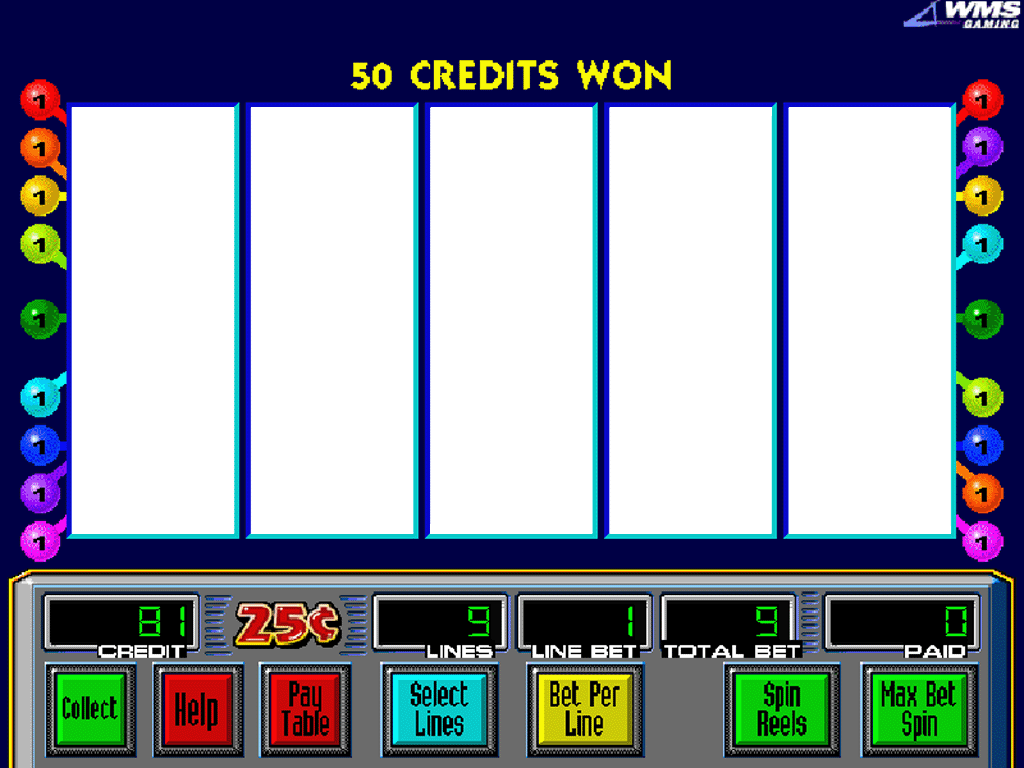 WMS
GAMING
50 CREDITS WON
1 1
1 1
1 1
1 1
1 1
1 1
1 1
1 1
1 1
81 25¢ 9 1 9 0
CREDIT LINES LINE BET TOTAL BET PAID
Collect
Help
Pay
Table
Select
Lines
Bet Per
Line
Spin
Reels
Max Bet
Spin